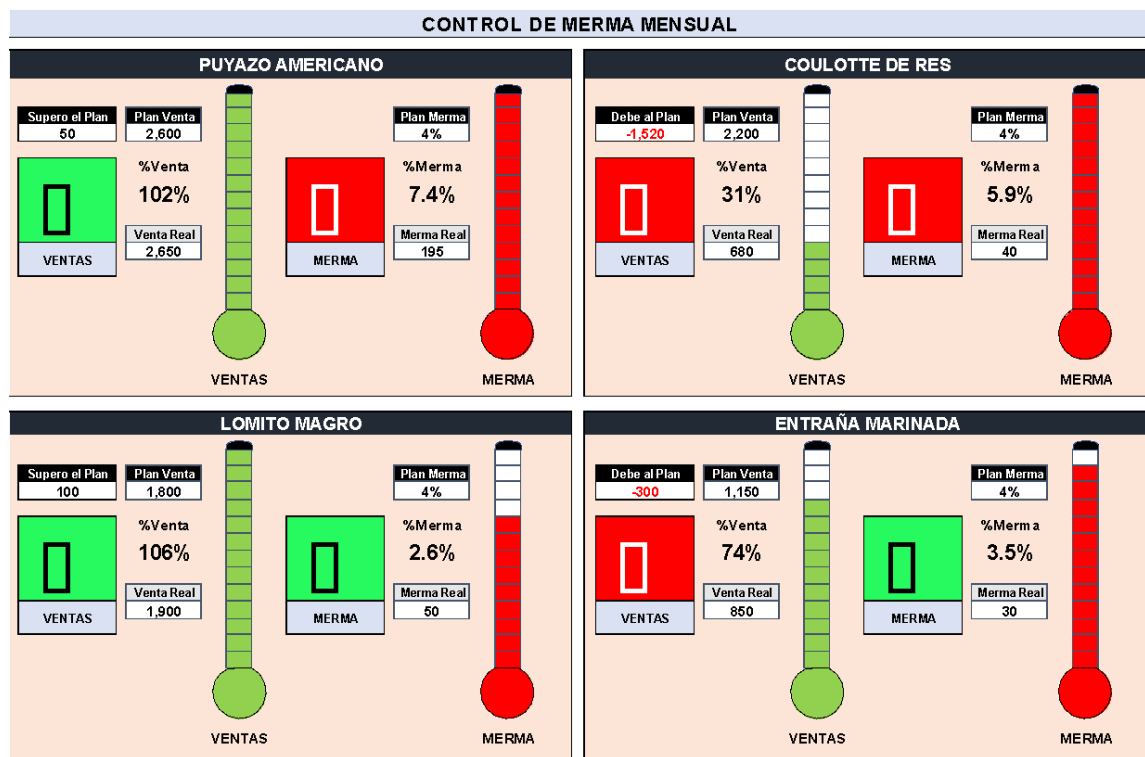 CONTROL DE MERMA MENSUAL
PUYAZO AMERICANO
Supero el Plan Plan Venta Plan Merma
50 2,600 4%
%Venta %Merma
102% 7.4%
Venta Real Merma Real
2,650 195
VENTAS MERMA
VENTAS MERMA
COULOTTE DE RES
Debe al Plan Plan Venta Plan Merma
-1,520 2,200 4%
%Venta %Merma
31% 5.9%
Venta Real Merma Real
680 40
VENTAS MERMA
VENTAS MERMA
LOMITO MAGRO
Supero el Plan Plan Venta Plan Merma
100 1,800 4%
%Venta %Merma
106% 2.6%
Venta Real Merma Real
1,900 50
VENTAS MERMA
VENTAS MERMA
ENTRAÑA MARINADA
Debe al Plan Plan Venta Plan Merma
-300 1,150 4%
%Venta %Merma
74% 3.5%
Venta Real Merma Real
850 30
VENTAS MERMA
VENTAS MERMA